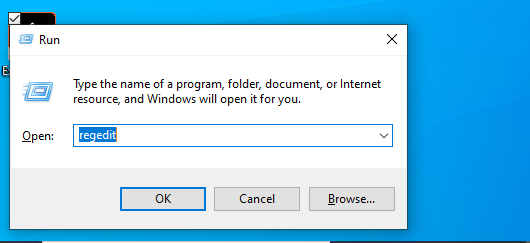 Run
Type the name of a program, folder, document, or Internet
resource, and Windows will open it for you.
Open: regedit
OK Cancel Browse...